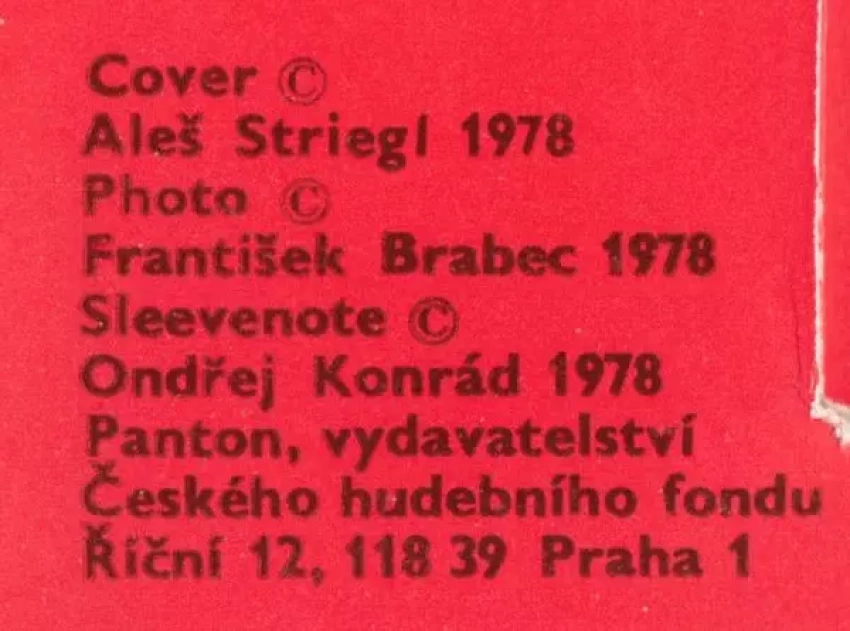 Cover ©
Aleš Striegl 1978
Photo ©
František Brabec 1978
Sleevenote ©
Ondřej Konrád 1978
Panton, vydavatelství
Českého hudebního fondu
Říční 12, 118 39 Praha 1